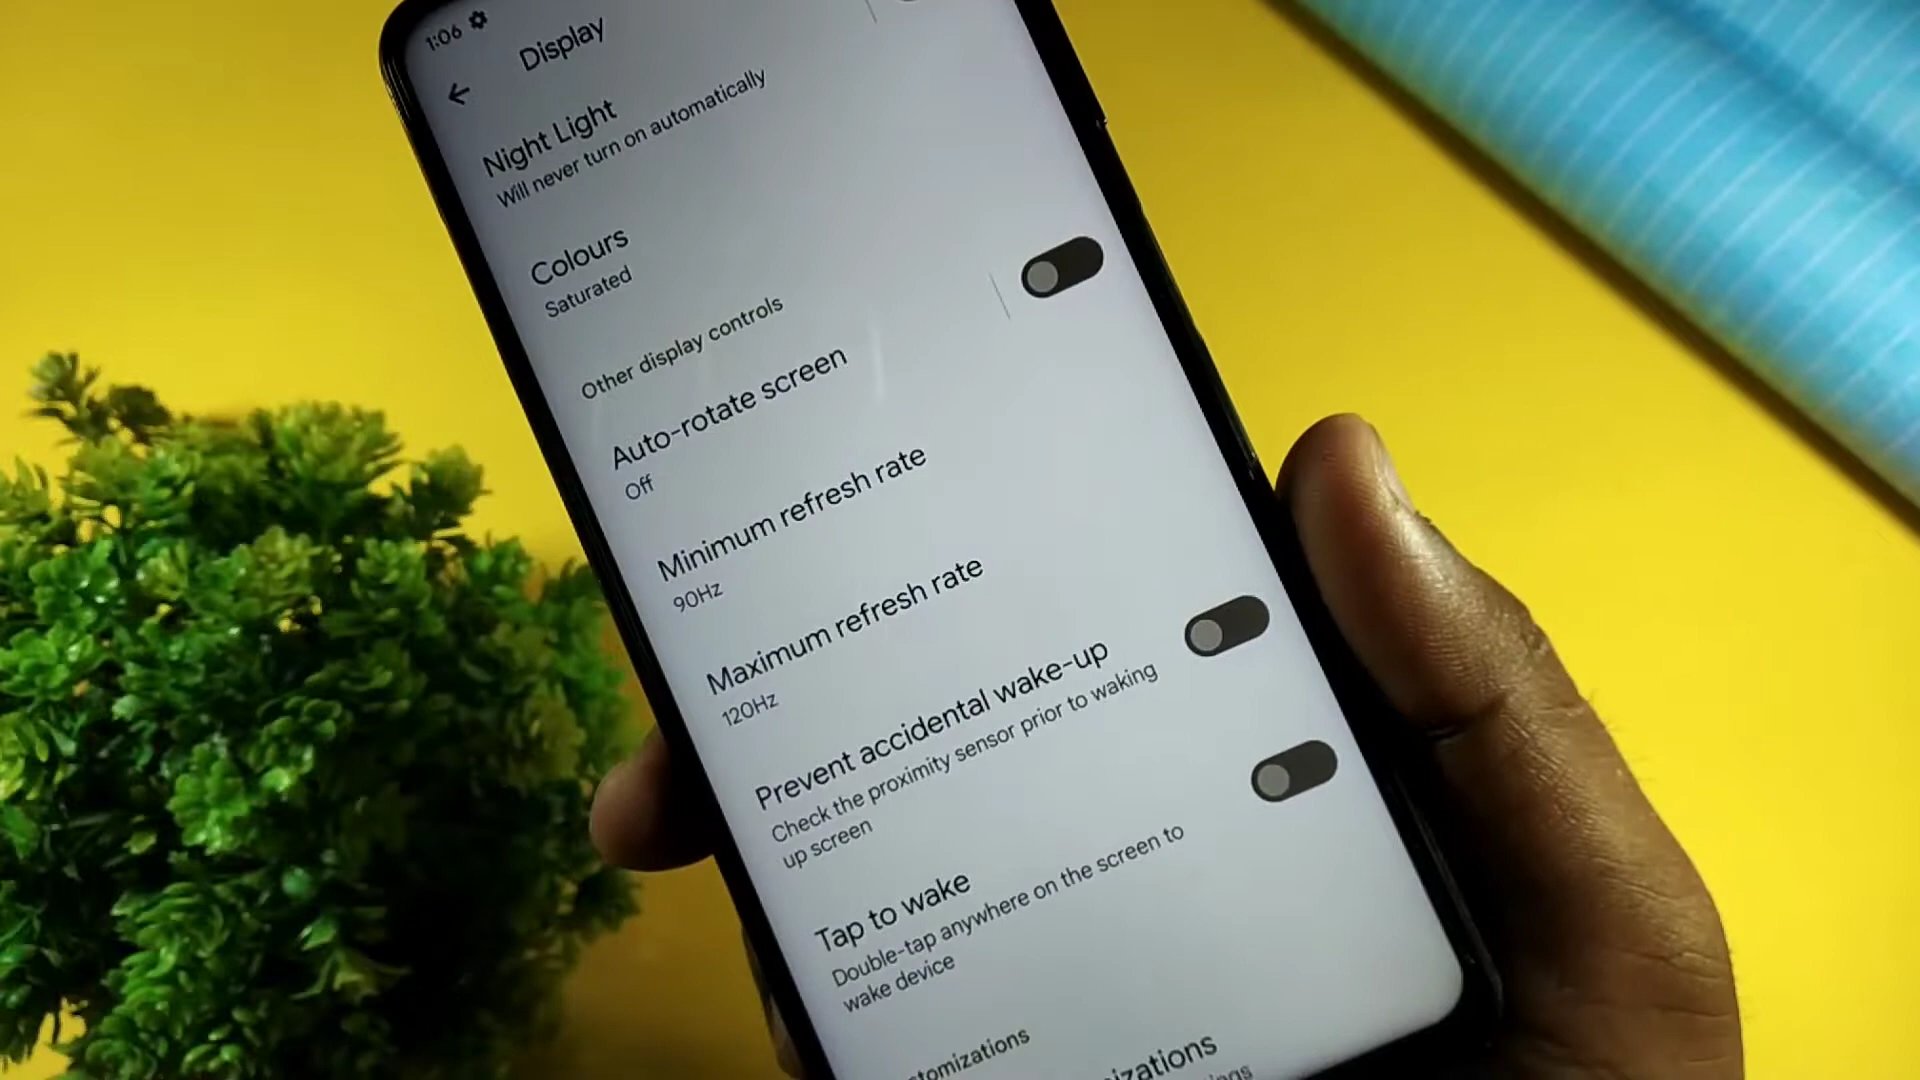 1:06
Display
Night Light
Will never turn on automatically
Colours
Saturated
Other display controls
Auto-rotate screen
Off
Minimum refresh rate
90Hz
Maximum refresh rate
120Hz
Prevent accidental wake-up
Check the proximity sensor prior to waking
up screen
Tap to wake
Double-tap anywhere on the screen to
wake device